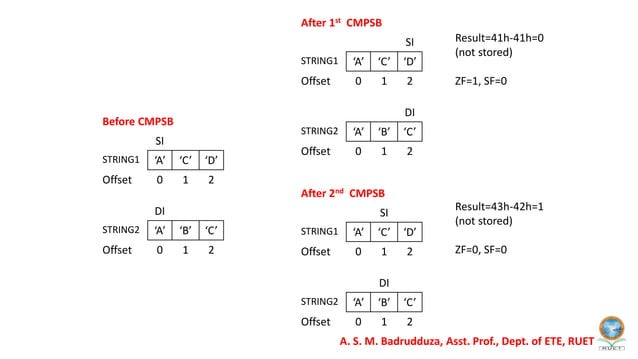 Before CMPSB
SI
STRING1 ‘A’ ‘C’ ‘D’
Offset 0 1 2
DI
STRING2 ‘A’ ‘B’ ‘C’
Offset 0 1 2
After 1st CMPSB
SI
STRING1 ‘A’ ‘C’ ‘D’
Offset 0 1 2
DI
STRING2 ‘A’ ‘B’ ‘C’
Offset 0 1 2
Result=41h-41h=0
(not stored)
ZF=1, SF=0
After 2nd CMPSB
SI
STRING1 ‘A’ ‘C’ ‘D’
Offset 0 1 2
DI
STRING2 ‘A’ ‘B’ ‘C’
Offset 0 1 2
Result=43h-42h=1
(not stored)
ZF=0, SF=0
A. S. M. Badrudduza, Asst. Prof., Dept. of ETE, RUET
RUET